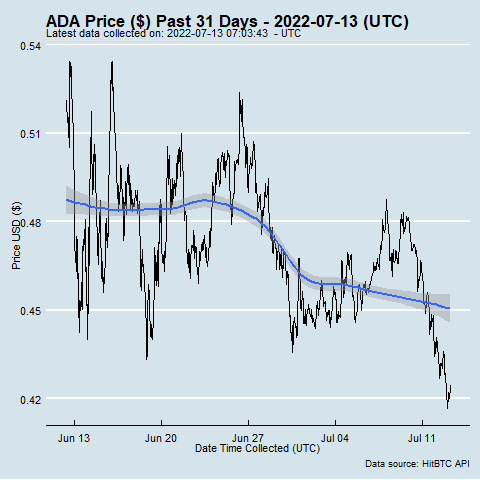 ADA Price ($) Past 31 Days - 2022-07-13 (UTC)
Latest data collected on: 2022-07-13 07:03:43 - UTC
0.54
0.51
0.48
0.45
0.42
Price USD ($)
Jun 13
Jun 20
Jun 27
Jul 04
Jul 11
Date Time Collected (UTC)
Data source: HitBTC API